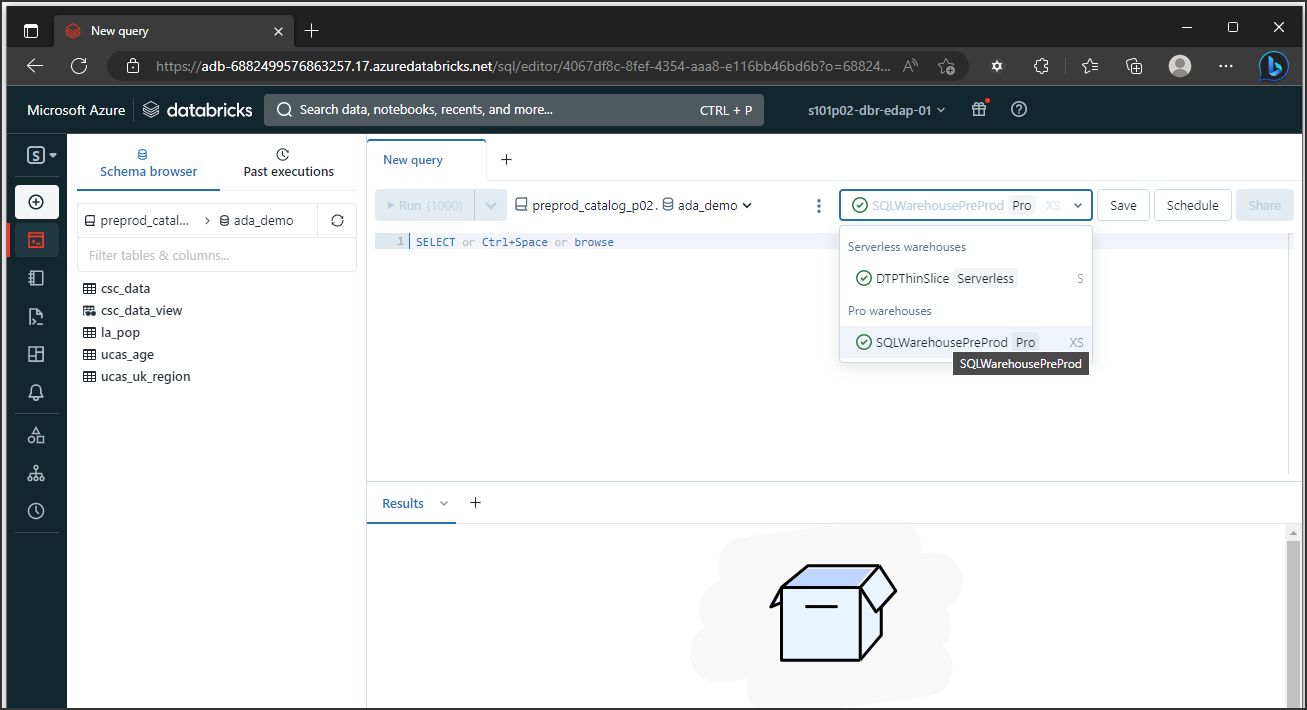 New query
https://adb-6882499576863257.17.azuredatabricks.net/sql/editor/4067df8c-8fef-4354-aaa8-e116bb46bd6b?o=68824...
Microsoft Azure databricks Search data, notebooks, recents, and more... CTRL + P s101p02-dbr-edap-01
S
Schema browser Past executions
New query
preprod_catal... > ada_demo
Filter tables & columns...
csc_data
csc_data_view
la_pop
ucas_age
ucas_uk_region
Run (1000) preprod_catalog_p02. ada_demo SQLWarehousePreProd Pro XS Save Schedule Share
1 SELECT or Ctrl+Space or browse
Serverless warehouses
DTPThinSlice Serverless S
Pro warehouses
SQLWarehousePreProd Pro XS
SQLWarehousePreProd
Results